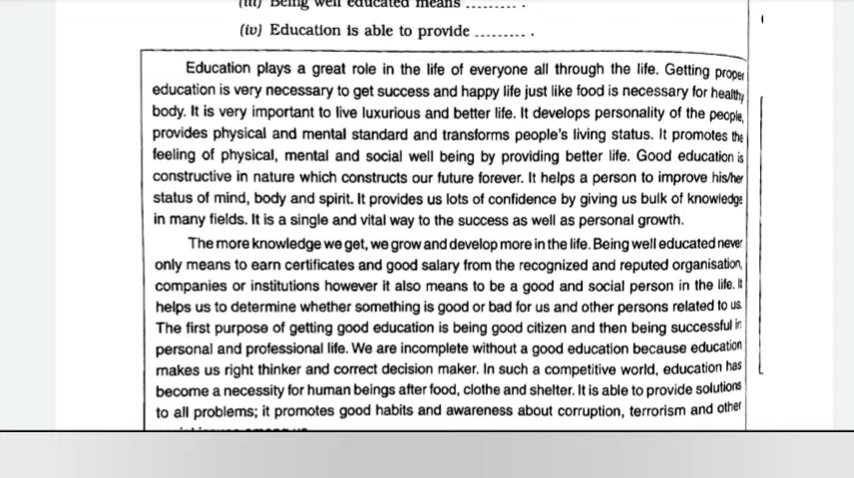 (iii) Being well educated means ......... .
(iv) Education is able to provide ......... .
Education plays a great role in the life of everyone all through the life. Getting proper
education is very necessary to get success and happy life just like food is necessary for healthy
body. It is very important to live luxurious and better life. It develops personality of the people,
provides physical and mental standard and transforms people's living status. It promotes the
feeling of physical, mental and social well being by providing better life. Good education is
constructive in nature which constructs our future forever. It helps a person to improve his/her
status of mind, body and spirit. It provides us lots of confidence by giving us bulk of knowledge
in many fields. It is a single and vital way to the success as well as personal growth.
The more knowledge we get, we grow and develop more in the life. Being well educated never
only means to earn certificates and good salary from the recognized and reputed organisation,
companies or institutions however it also means to be a good and social person in the life. It
helps us to determine whether something is good or bad for us and other persons related to us.
The first purpose of getting good education is being good citizen and then being successful in
personal and professional life. We are incomplete without a good education because education
makes us right thinker and correct decision maker. In such a competitive world, education has
become a necessity for human beings after food, clothe and shelter. It is able to provide solutions
to all problems; it promotes good habits and awareness about corruption, terrorism and other